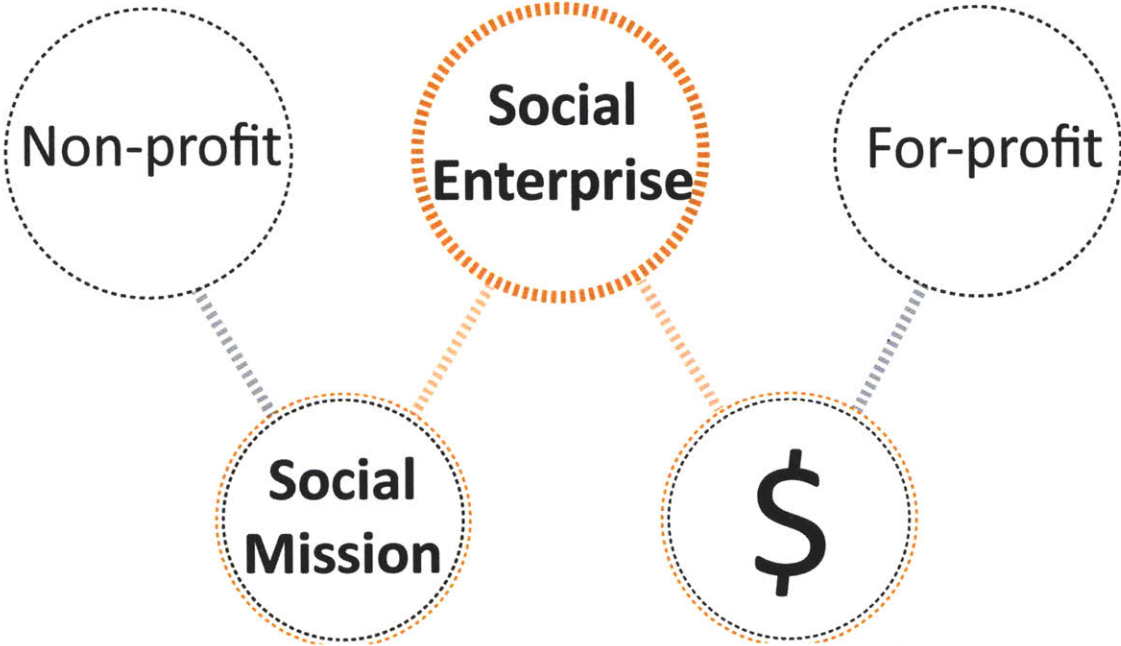 Non-profit
Social
Enterprise
For-profit
Social
Mission
$